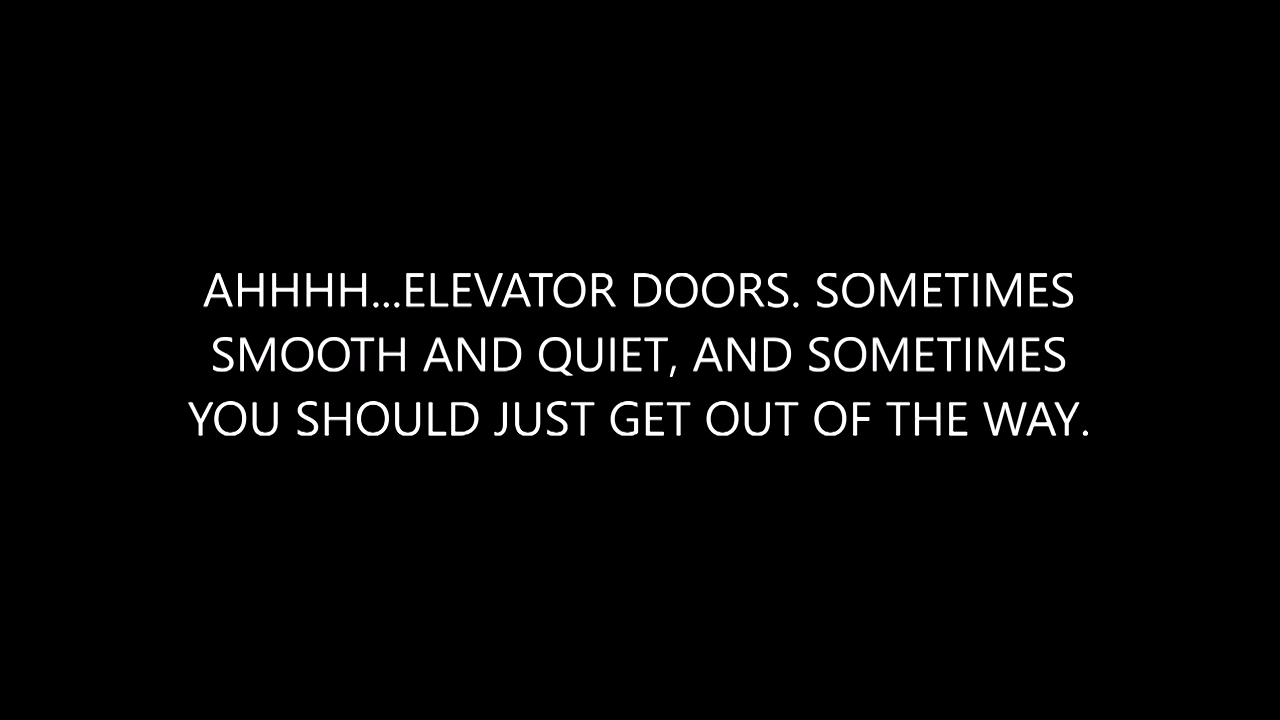 AHHHH...ELEVATOR DOORS. SOMETIMES
SMOOTH AND QUIET, AND SOMETIMES
YOU SHOULD JUST GET OUT OF THE WAY.